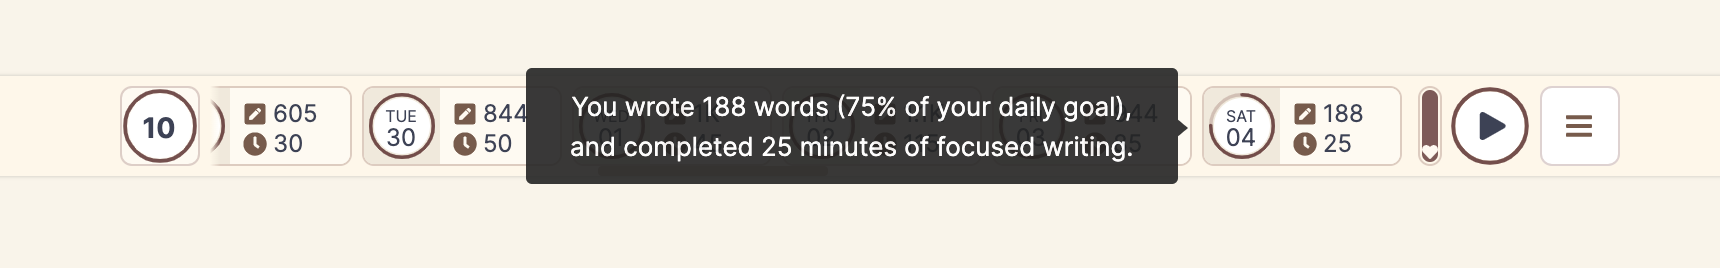 10
605
30
TUE
30
844
50
You wrote 188 words (75% of your daily goal),
and completed 25 minutes of focused writing.
SAT
04
188
25